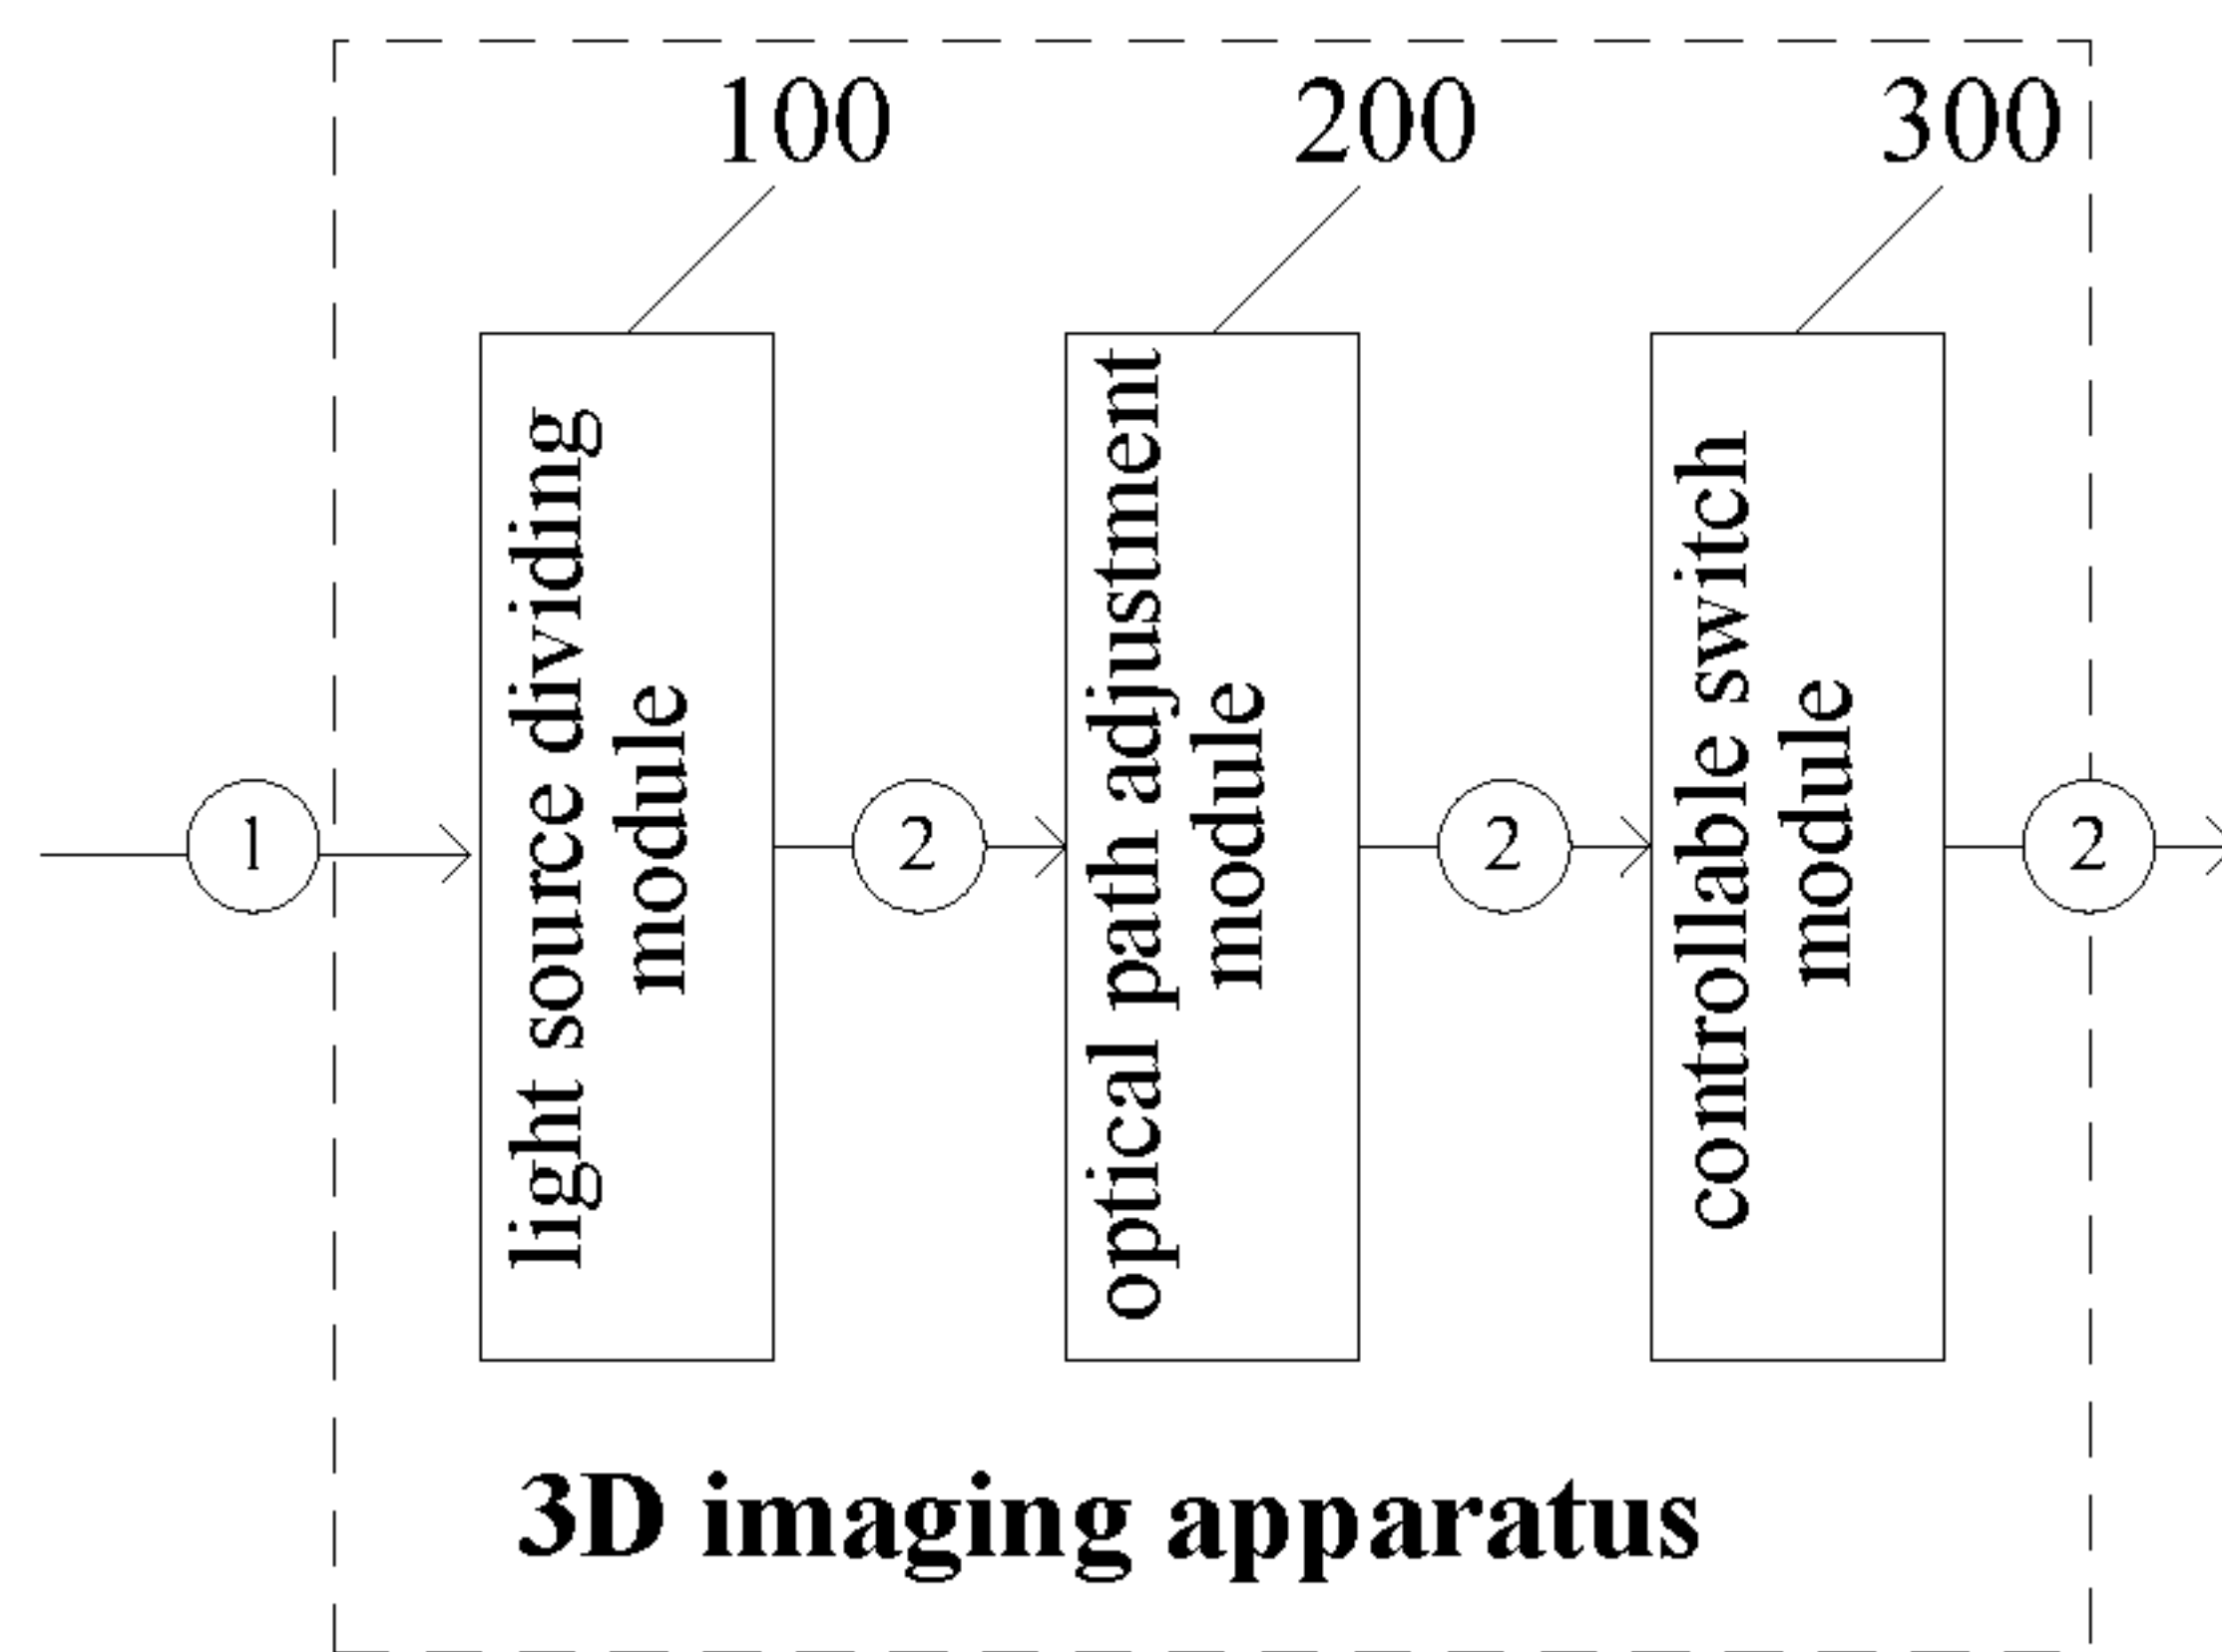 100
200
300
light source dividing
module
optical path adjustment
module
controllable switch
module
1
2
2
2
3D imaging apparatus